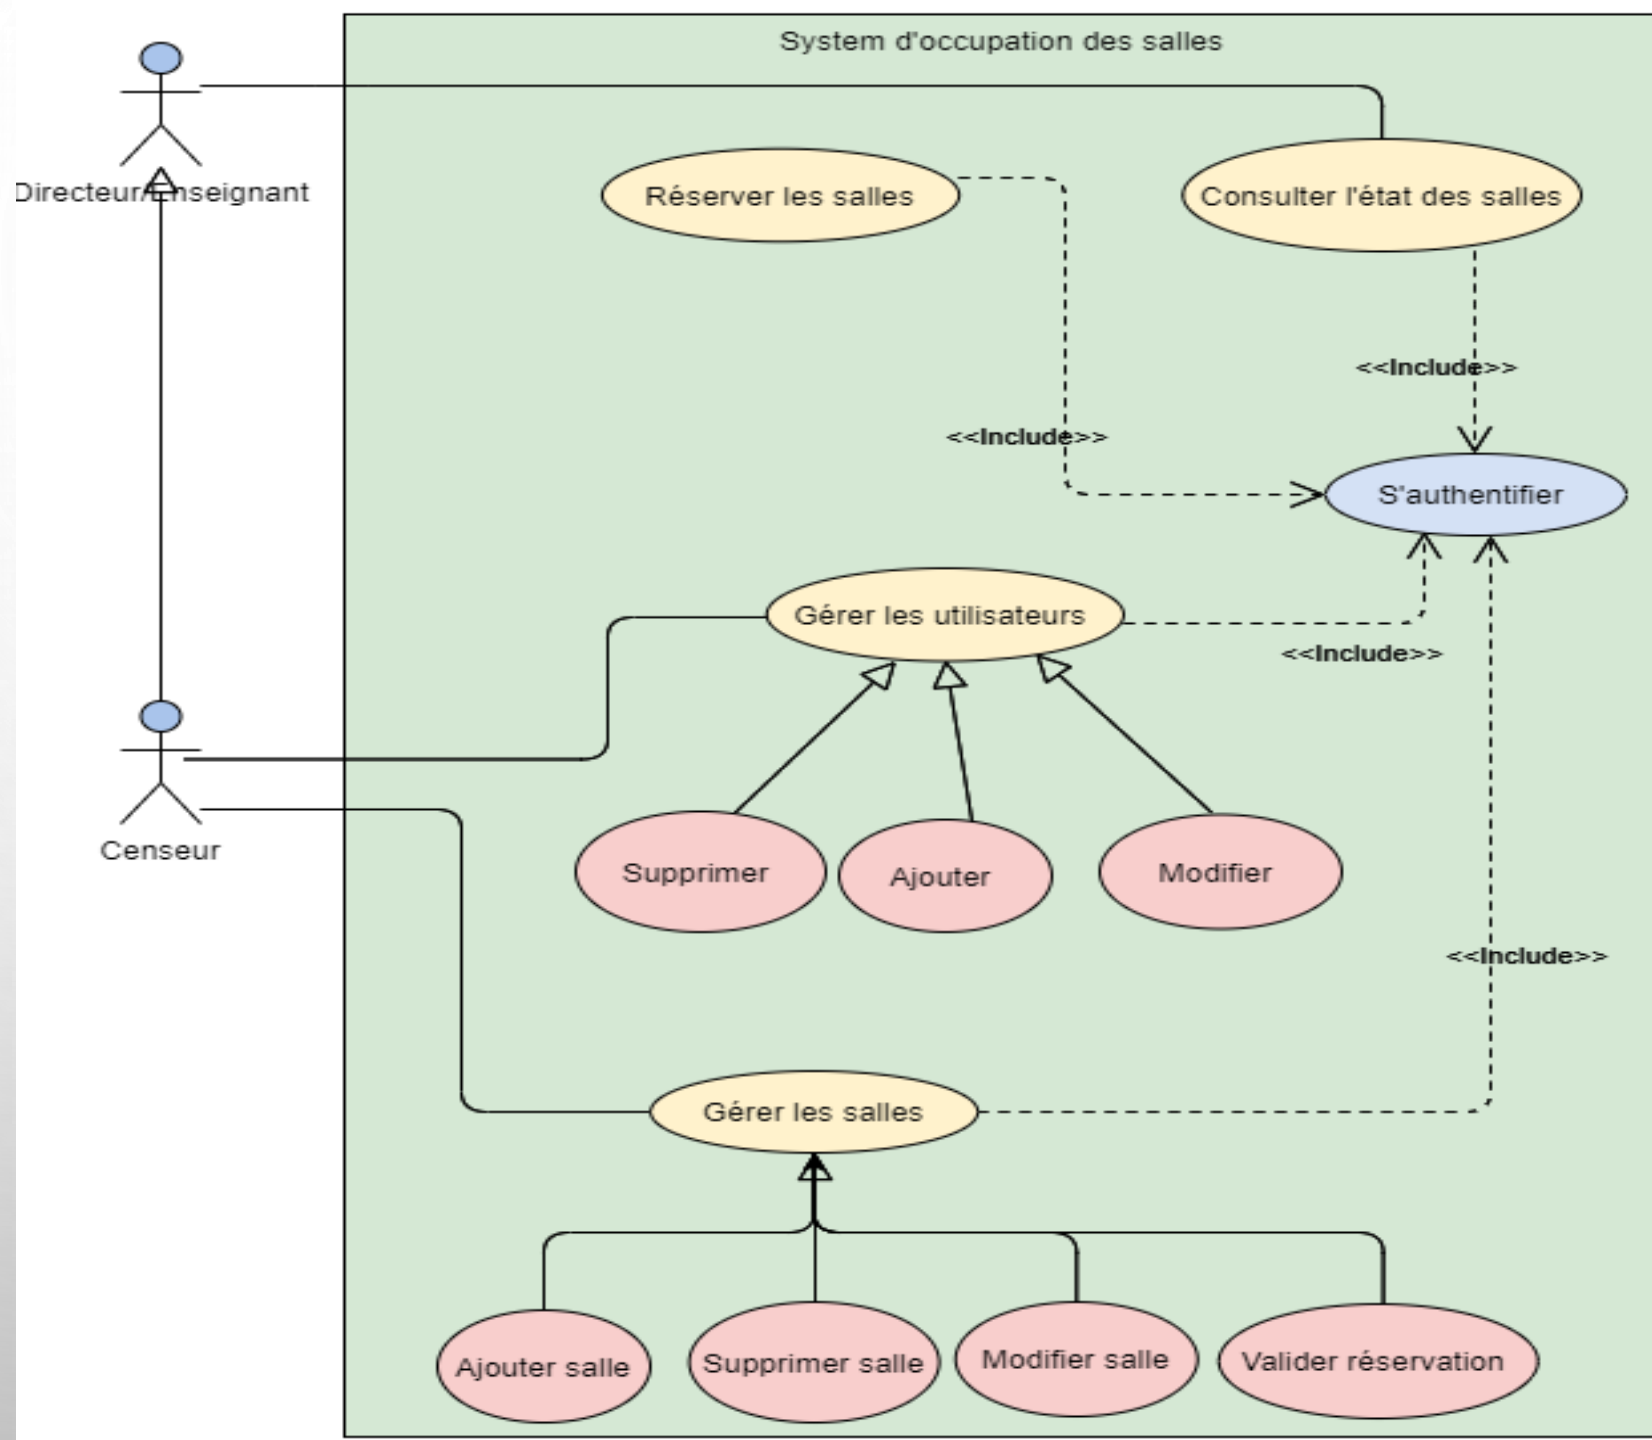 System d'occupation des salles
Directeur/Enseignant
Réserver les salles
Consulter l'état des salles
<<Include>>
<<Include>>
S'authentifier
Gérer les utilisateurs
<<Include>>
Censeur
Supprimer
Ajouter
Modifier
<<Include>>
Gérer les salles
Ajouter salle
Supprimer salle
Modifier salle
Valider réservation